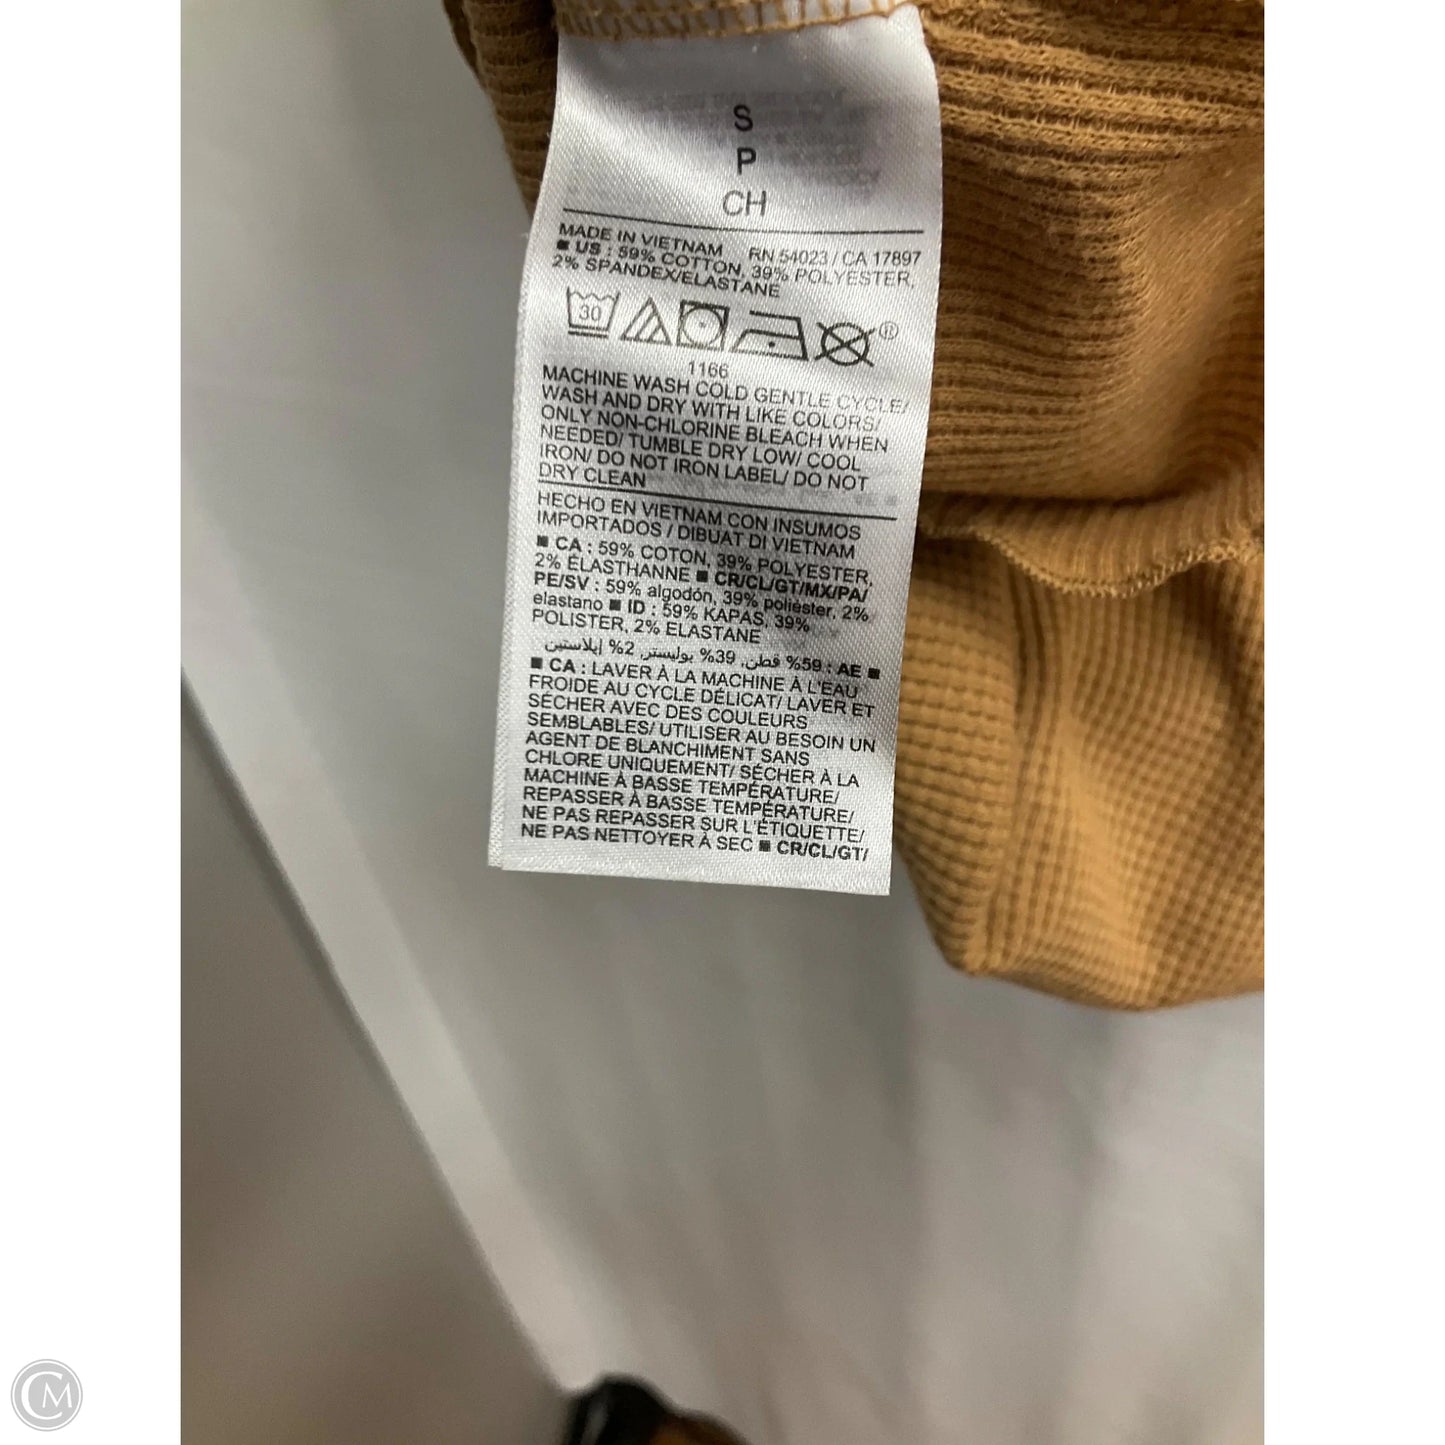 S
P
CH
MADE IN VIETNAM RN 54023 / CA 17897
■ US : 59% COTTON, 39% POLYESTER,
2% SPANDEX/ELASTANE
30
®
1166
MACHINE WASH COLD GENTLE CYCLE/
WASH AND DRY WITH LIKE COLORS/
ONLY NON-CHLORINE BLEACH WHEN
NEEDED/ TUMBLE DRY LOW/ COOL
IRON/ DO NOT IRON LABEL/ DO NOT
DRY CLEAN
HECHO EN VIETNAM CON INSUMOS
IMPORTADOS / DIBUAT DI VIETNAM
■ CA : 59% COTON, 39% POLYESTER,
2% ÉLASTHANNE ■ CR/CL/GT/MX/PA/
PE/SV : 59% algodón, 39% poliéster, 2%
elastano ■ ID : 59% KAPAS, 39%
POLISTER, 2% ELASTANE
■ AE : 59% قطن, 39% بوليستر, 2% إيلاستين
■ CA : LAVER À LA MACHINE À L'EAU
FROIDE AU CYCLE DÉLICAT/ LAVER ET
SÉCHER AVEC DES COULEURS
SEMBLABLES/ UTILISER AU BESOIN UN
AGENT DE BLANCHIMENT SANS
CHLORE UNIQUEMENT/ SÉCHER À LA
MACHINE À BASSE TEMPÉRATURE/
REPASSER À BASSE TEMPÉRATURE/
NE PAS REPASSER SUR L'ÉTIQUETTE/
NE PAS NETTOYER À SEC ■ CR/CL/GT/
CM